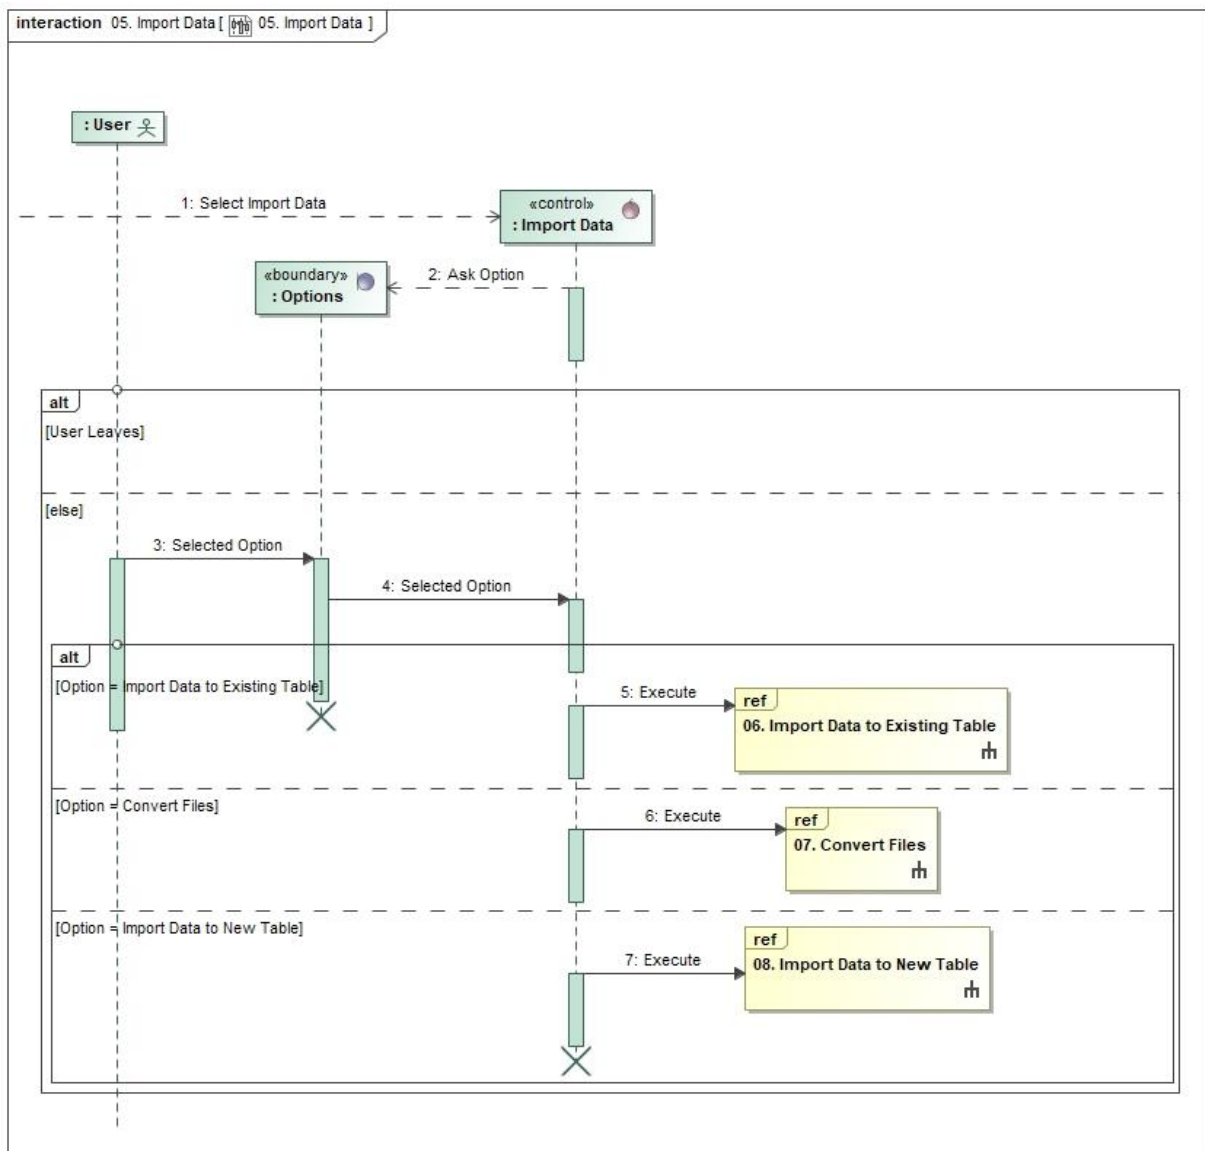 interaction 05. Import Data [ 05. Import Data ]
: User
1: Select Import Data
«control»
: Import Data
«boundary»
: Options
2: Ask Option
alt
[User Leaves]
[else]
3: Selected Option
4: Selected Option
alt
[Option = Import Data to Existing Table]
5: Execute
ref
06. Import Data to Existing Table
[Option = Convert Files]
6: Execute
ref
07. Convert Files
[Option = Import Data to New Table]
7: Execute
ref
08. Import Data to New Table